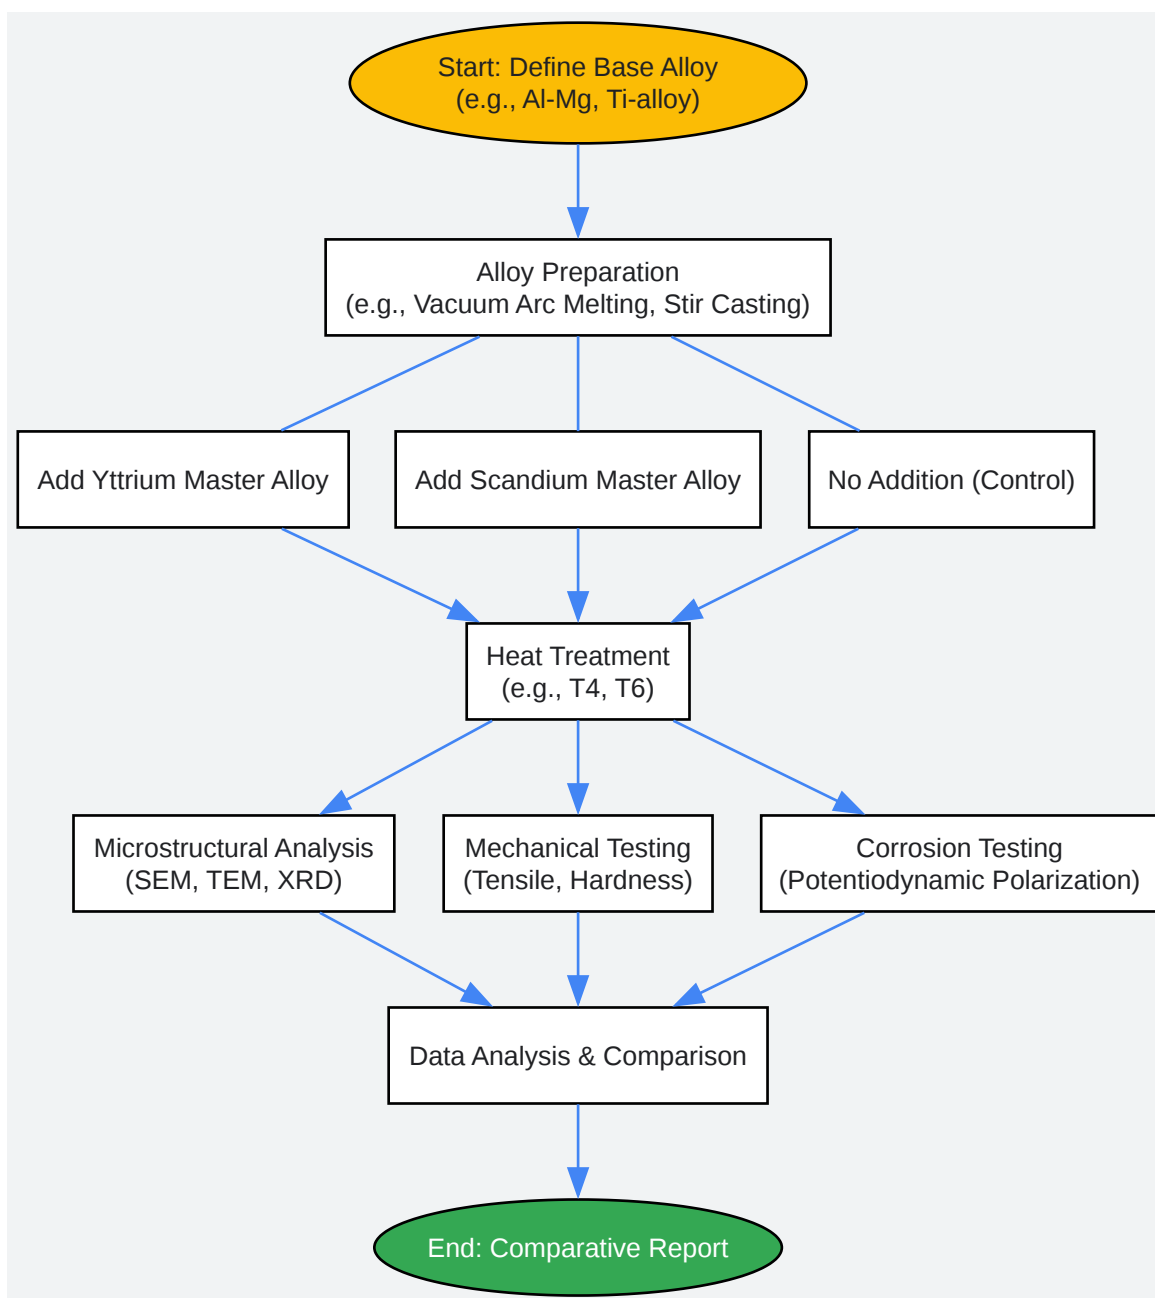 Start: Define Base Alloy
(e.g., Al-Mg, Ti-alloy)
Alloy Preparation
(e.g., Vacuum Arc Melting, Stir Casting)
Add Yttrium Master Alloy
Add Scandium Master Alloy
No Addition (Control)
Heat Treatment
(e.g., T4, T6)
Microstructural Analysis
(SEM, TEM, XRD)
Mechanical Testing
(Tensile, Hardness)
Corrosion Testing
(Potentiodynamic Polarization)
Data Analysis & Comparison
End: Comparative Report